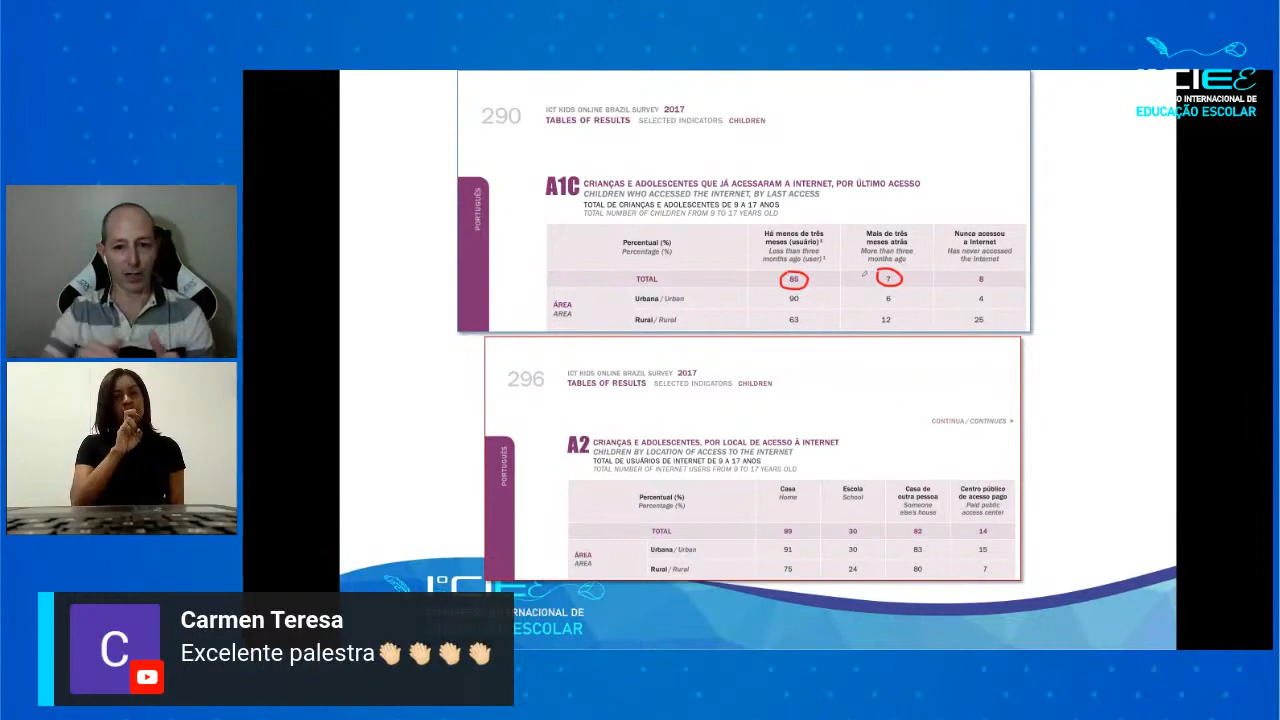 CIEE
O INTERNACIONAL DE
EDUCAÇÃO ESCOLAR
290
ICT KIDS ONLINE BRAZIL SURVEY 2017
TABLES OF RESULTS SELECTED INDICATORS CHILDREN
PORTUGUÊS
A1C CRIANÇAS E ADOLESCENTES QUE JÁ ACESSARAM A INTERNET, POR ÚLTIMO ACESSO
CHILDREN WHO ACCESSED THE INTERNET, BY LAST ACCESS
TOTAL DE CRIANÇAS E ADOLESCENTES DE 9 A 17 ANOS
TOTAL NUMBER OF CHILDREN FROM 9 TO 17 YEARS OLD
Percentual (%)
Percentage (%)
Há menos de três
meses (usuário)¹
Less than three
months ago (user)¹
Mais de três
meses atrás
More than three
months ago
Nunca acessou
a Internet
Has never accessed
the Internet
TOTAL 85 7 8
ÁREA
AREA
Urbana / Urban 90 6 4
Rural / Rural 63 12 25
296
ICT KIDS ONLINE BRAZIL SURVEY 2017
TABLES OF RESULTS SELECTED INDICATORS CHILDREN
CONTINUA / CONTINUES ►
PORTUGUÊS
A2 CRIANÇAS E ADOLESCENTES, POR LOCAL DE ACESSO À INTERNET
CHILDREN BY LOCATION OF ACCESS TO THE INTERNET
TOTAL DE USUÁRIOS DE INTERNET DE 9 A 17 ANOS
TOTAL NUMBER OF INTERNET USERS FROM 9 TO 17 YEARS OLD
Percentual (%)
Percentage (%)
Casa
Home
Escola
School
Casa de
outra pessoa
Someone
else's house
Centro público
de acesso pago
Paid public
access center
TOTAL 89 30 82 14
ÁREA
AREA
Urbana / Urban 91 30 83 15
Rural / Rural 75 24 80 7
RNACIONAL DE
ESCOLAR
C
Carmen Teresa
Excelente palestra👏🏻👏🏻👏🏻👏🏻